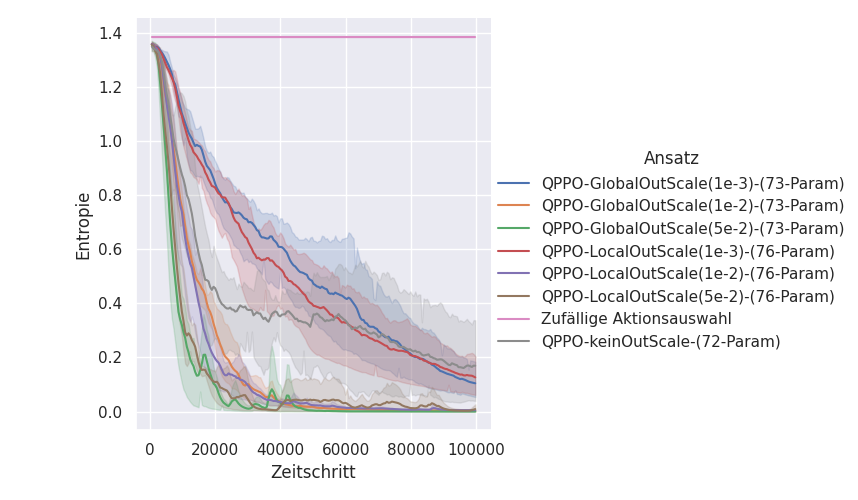 1.4
1.2
1.0
0.8
0.6
0.4
0.2
0.0
Entropie
0 20000 40000 60000 80000 100000
Zeitschritt
Ansatz
QPPO-GlobalOutScale(1e-3)-(73-Param)
QPPO-GlobalOutScale(1e-2)-(73-Param)
QPPO-GlobalOutScale(5e-2)-(73-Param)
QPPO-LocalOutScale(1e-3)-(76-Param)
QPPO-LocalOutScale(1e-2)-(76-Param)
QPPO-LocalOutScale(5e-2)-(76-Param)
Zufällige Aktionsauswahl
QPPO-keinOutScale-(72-Param)